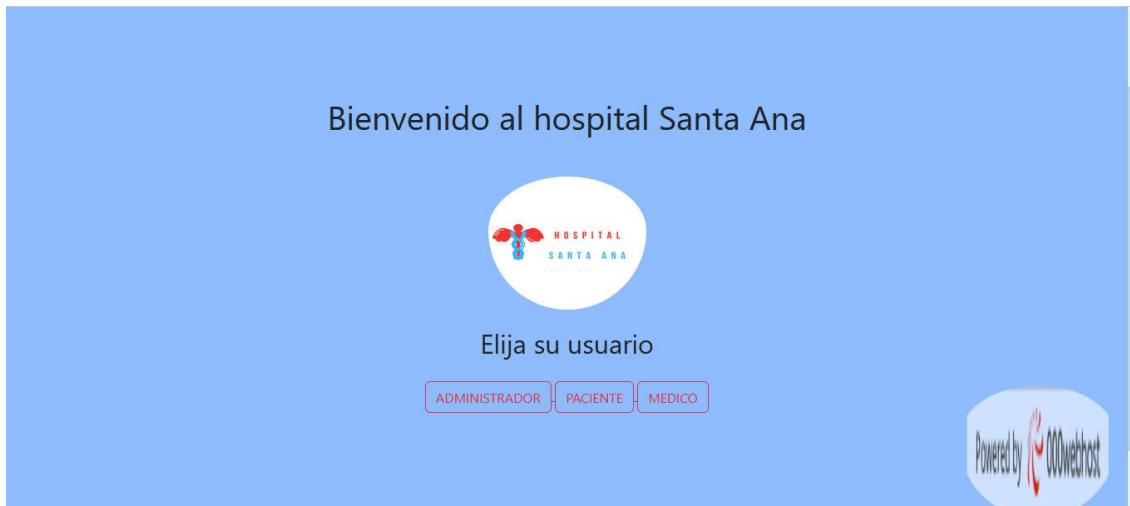 Bienvenido al hospital Santa Ana
HOSPITAL
SANTA ANA
Elija su usuario
ADMINISTRADOR PACIENTE MEDICO
Powered by 000webhost